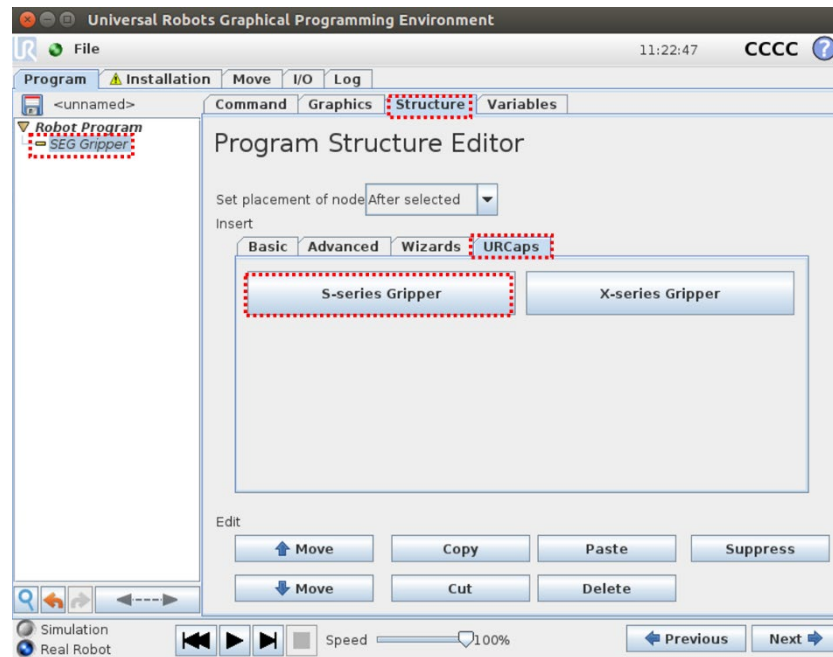 Universal Robots Graphical Programming Environment
UR File 11:22:47 CCCC ?
Program Installation Move I/O Log
<unnamed> Command Graphics Structure Variables
Robot Program
SEG Gripper
Program Structure Editor
Set placement of node After selected
Insert
Basic Advanced Wizards URCaps
S-series Gripper X-series Gripper
Edit
Move Copy Paste Suppress
Move Cut Delete
Simulation
Real Robot
Speed 100% Previous Next